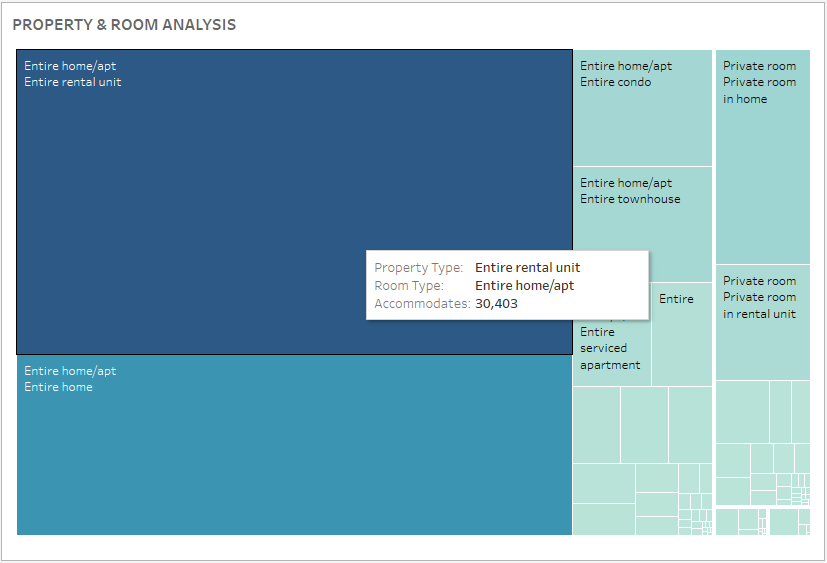 PROPERTY & ROOM ANALYSIS
Entire home/apt
Entire rental unit
Entire home/apt
Entire condo
Private room
Private room
in home
Entire home/apt
Entire townhouse
Property Type: Entire rental unit
Room Type: Entire home/apt
Accommodates: 30,403
Private room
Private room
in rental unit
Entire
Entire
serviced
apartment
Entire home/apt
Entire home